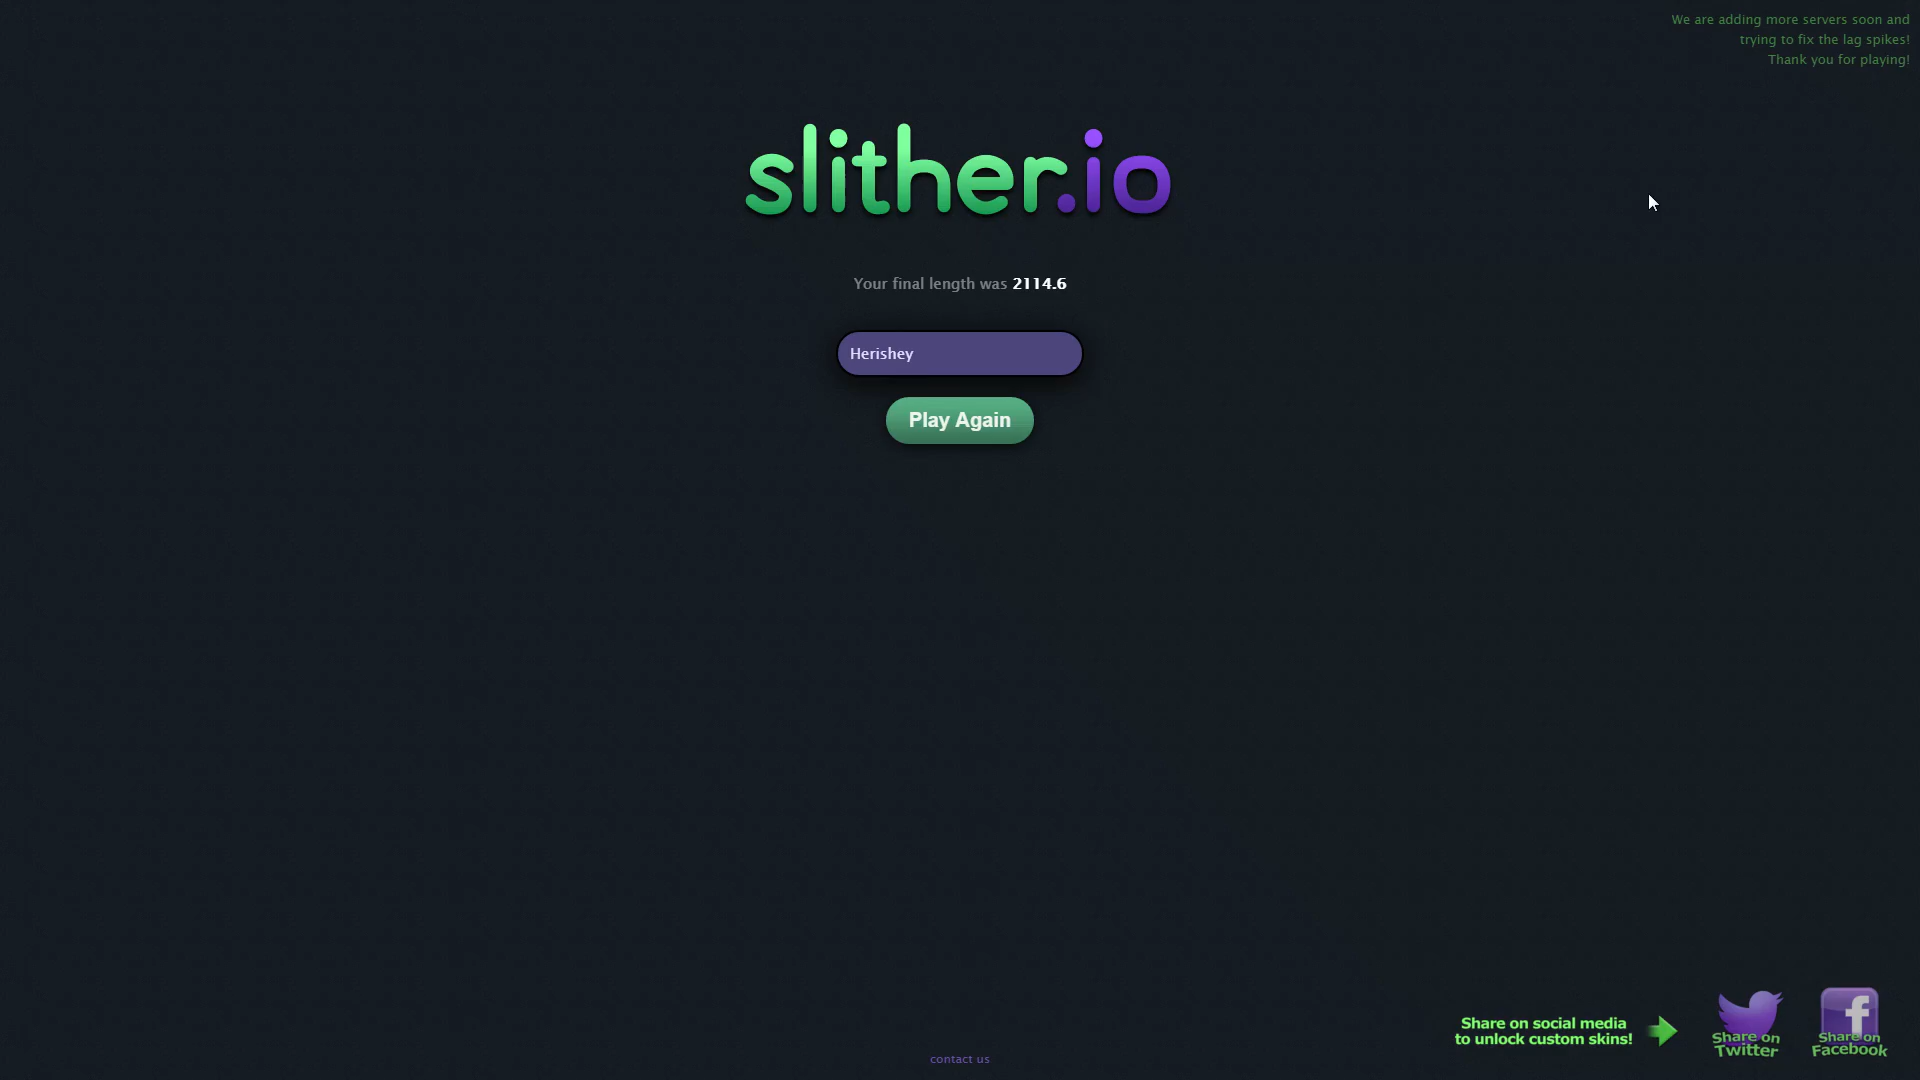 We are adding more servers soon and
trying to fix the lag spikes!
Thank you for playing!
slither.io
Your final length was 2114.6
Herishey
Play Again
Share on social media
to unlock custom skins!
Share on
Twitter
Share on
Facebook
contact us